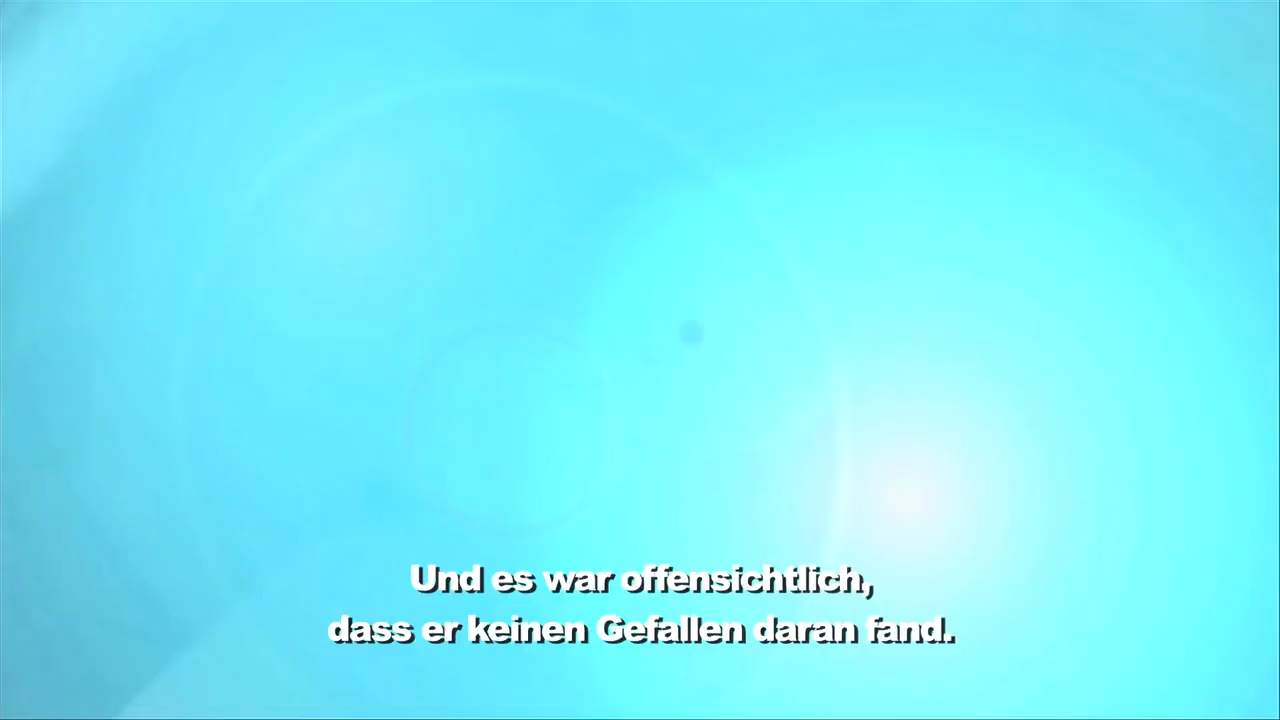 Und es war offensichtlich,
dass er keinen Gefallen daran fand.